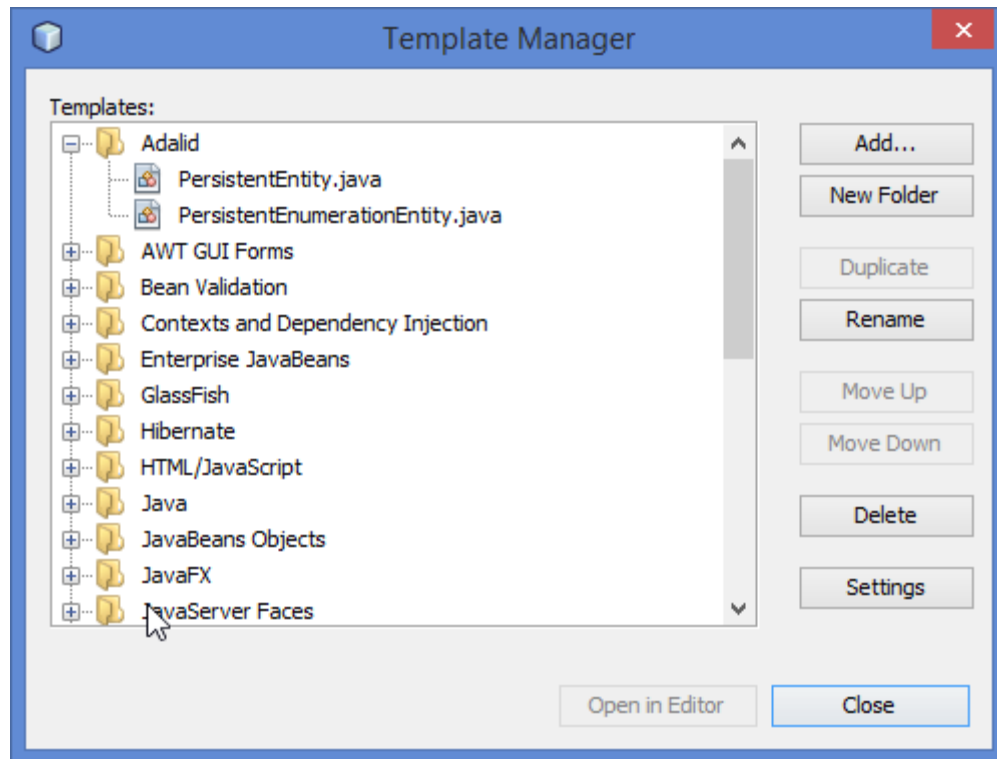 Template Manager
Templates:
Adalid
PersistentEntity.java
PersistentEnumerationEntity.java
AWT GUI Forms
Bean Validation
Contexts and Dependency Injection
Enterprise JavaBeans
GlassFish
Hibernate
HTML/JavaScript
Java
JavaBeans Objects
JavaFX
JavaServer Faces
Add...
New Folder
Duplicate
Rename
Move Up
Move Down
Delete
Settings
Open in Editor
Close